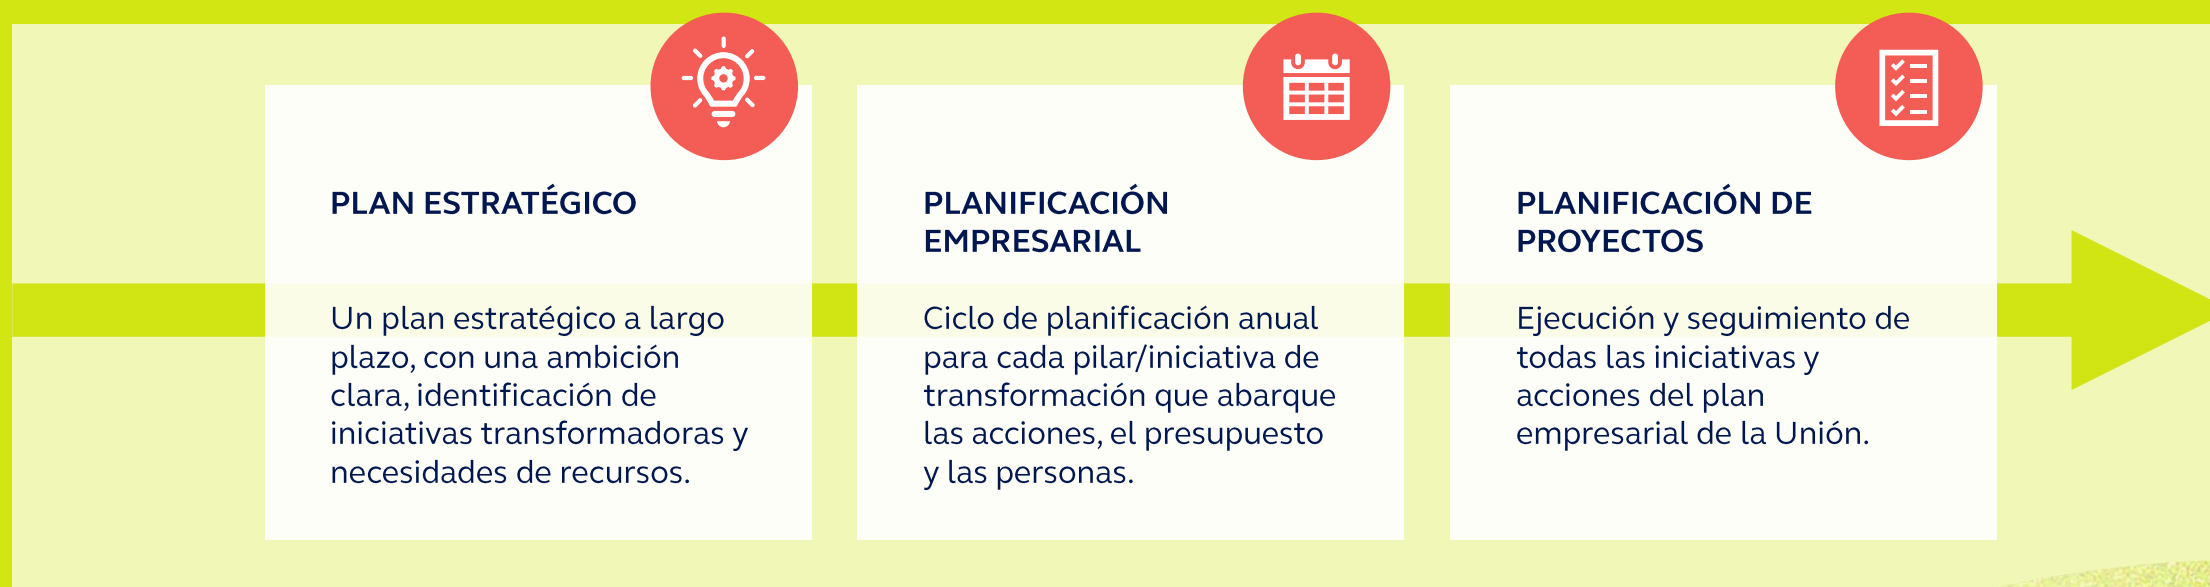 PLAN ESTRATÉGICO
Un plan estratégico a largo
plazo, con una ambición
clara, identificación de
iniciativas transformadoras y
necesidades de recursos.
PLANIFICACIÓN
EMPRESARIAL
Ciclo de planificación anual
para cada pilar/iniciativa de
transformación que abarque
las acciones, el presupuesto
y las personas.
PLANIFICACIÓN DE
PROYECTOS
Ejecución y seguimiento de
todas las iniciativas y
acciones del plan
empresarial de la Unión.